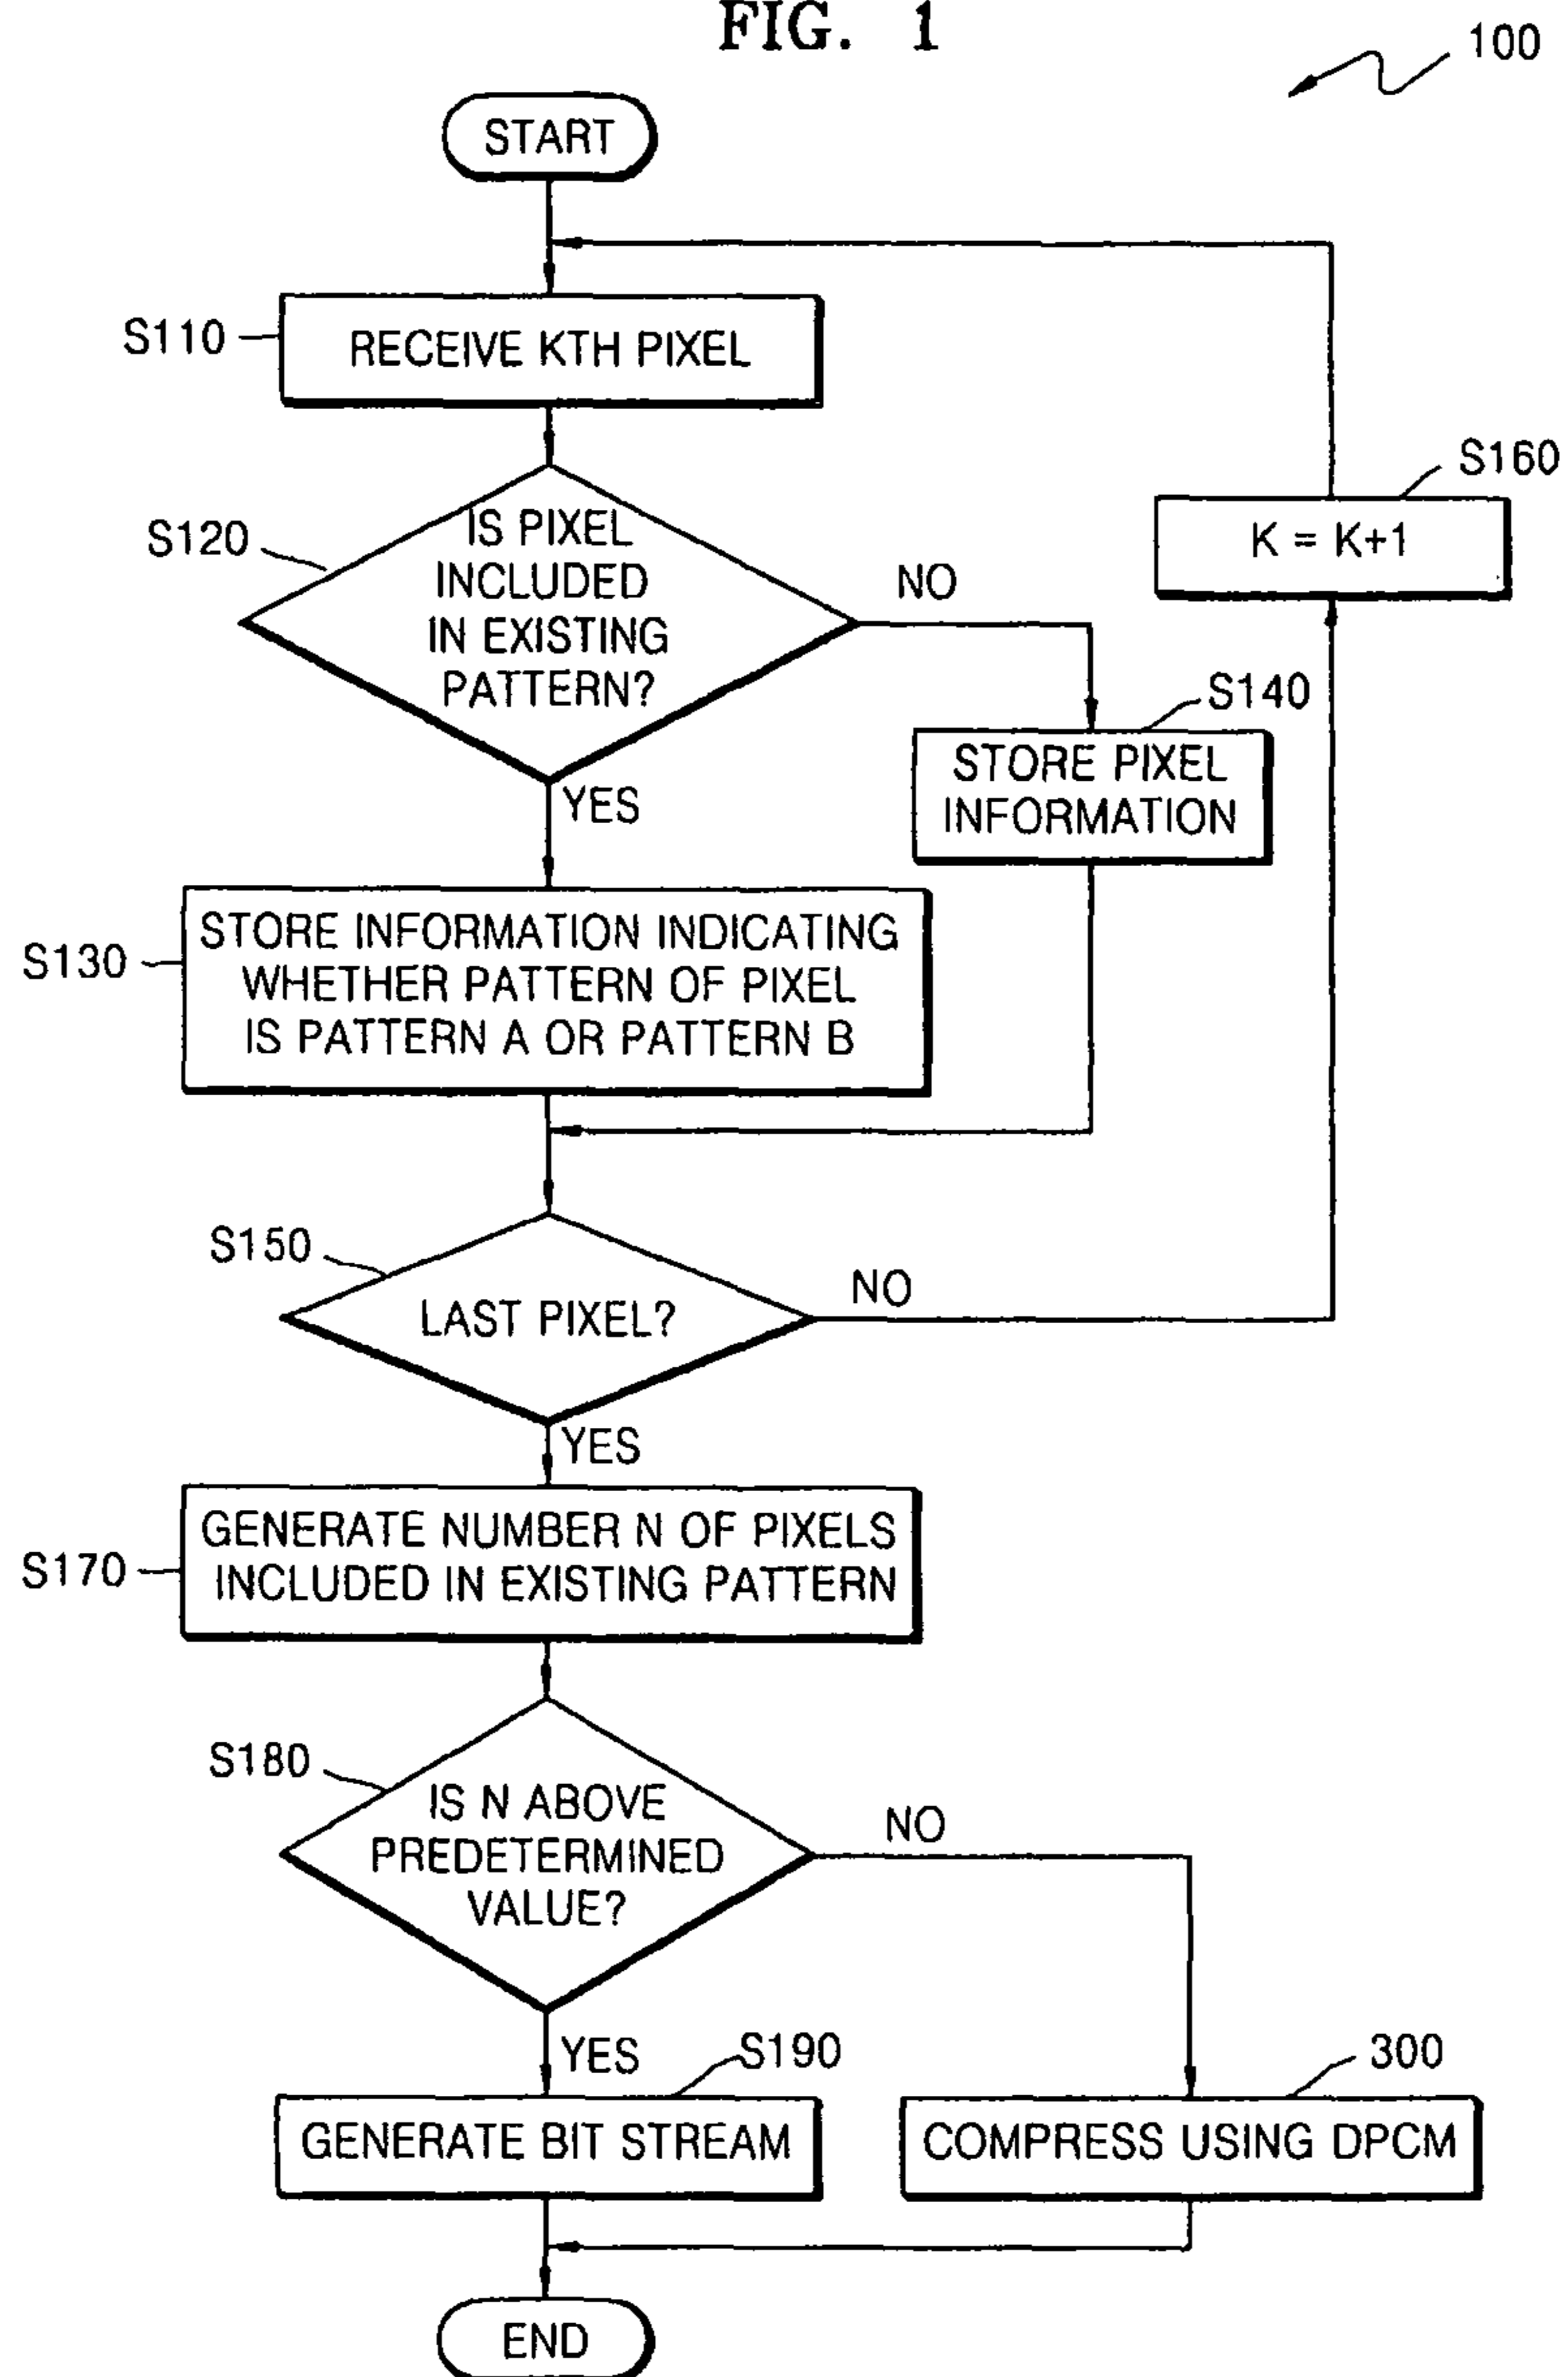 FIG. 1
100
START
S110
RECEIVE KTH PIXEL
S160
K = K+1
S120
IS PIXEL
INCLUDED
IN EXISTING
PATTERN?
NO
S140
STORE PIXEL
INFORMATION
YES
S130
STORE INFORMATION INDICATING
WHETHER PATTERN OF PIXEL
IS PATTERN A OR PATTERN B
S150
LAST PIXEL?
NO
YES
S170
GENERATE NUMBER N OF PIXELS
INCLUDED IN EXISTING PATTERN
S180
IS N ABOVE
PREDETERMINED
VALUE?
NO
YES
S190
GENERATE BIT STREAM
300
COMPRESS USING DPCM
END